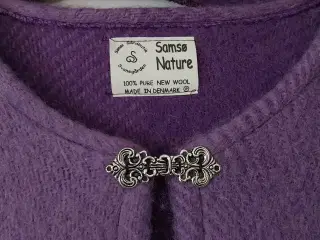 Samsø
Nature
100% PURE NEW WOOL
MADE IN DENMARK ®